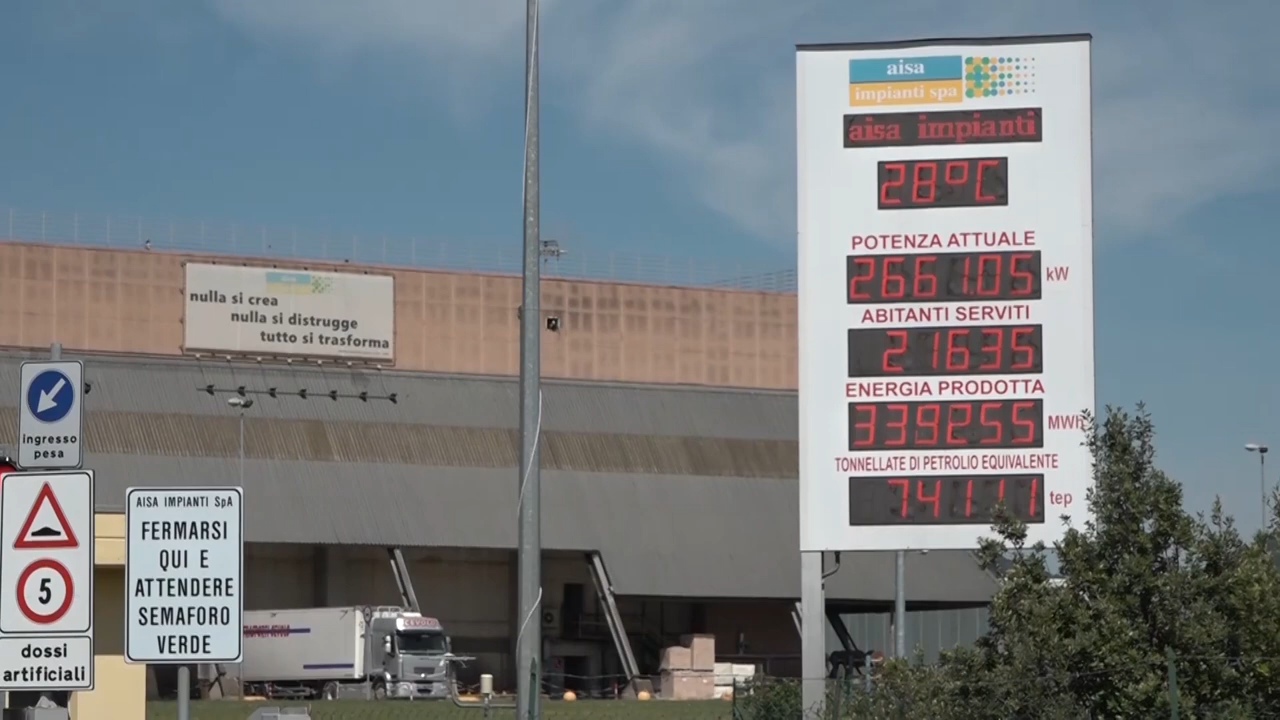 aisa
impianti spa
aisa impianti
28°C
POTENZA ATTUALE
266105 kW
ABITANTI SERVITI
21635
ENERGIA PRODOTTA
339255 MWh
TONNELLATE DI PETROLIO EQUIVALENTE
74111 tep
nulla si crea
nulla si distrugge
tutto si trasforma
ingresso
pesa
5
dossi
artificiali
AISA IMPIANTI SpA
FERMARSI
QUI E
ATTENDERE
SEMAFORO
VERDE